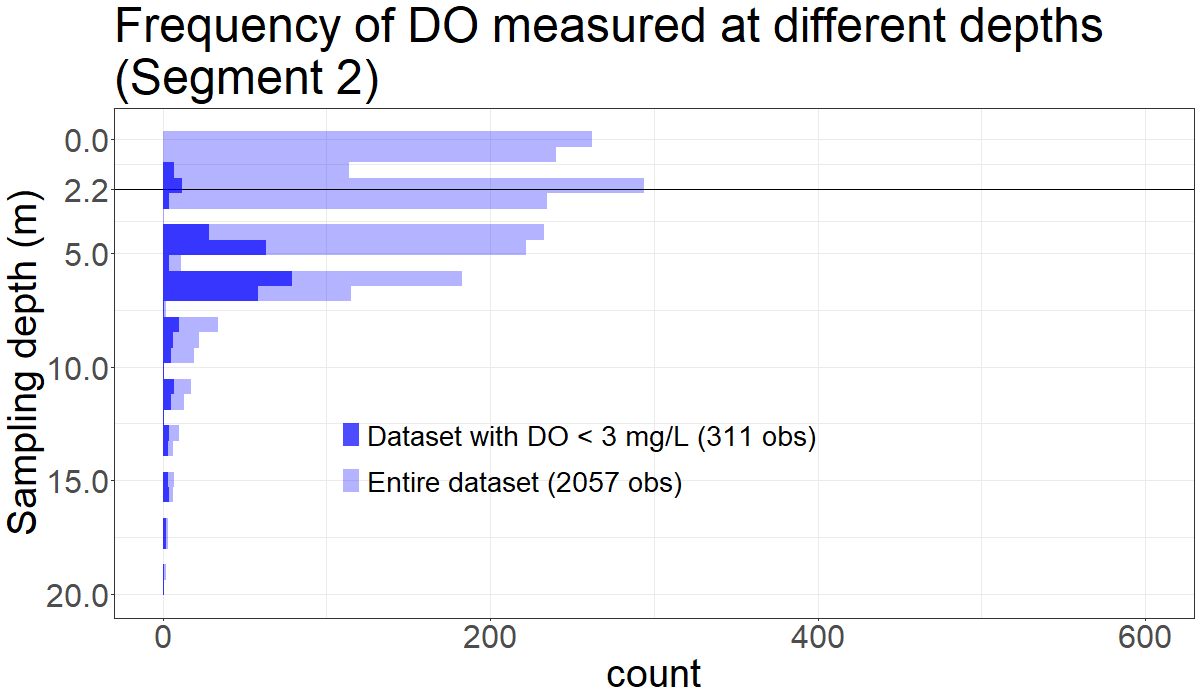 Frequency of DO measured at different depths
(Segment 2)
Sampling depth (m)
0.0
2.2
5.0
10.0
15.0
20.0
Dataset with DO < 3 mg/L (311 obs)
Entire dataset (2057 obs)
0 200 400 600
count